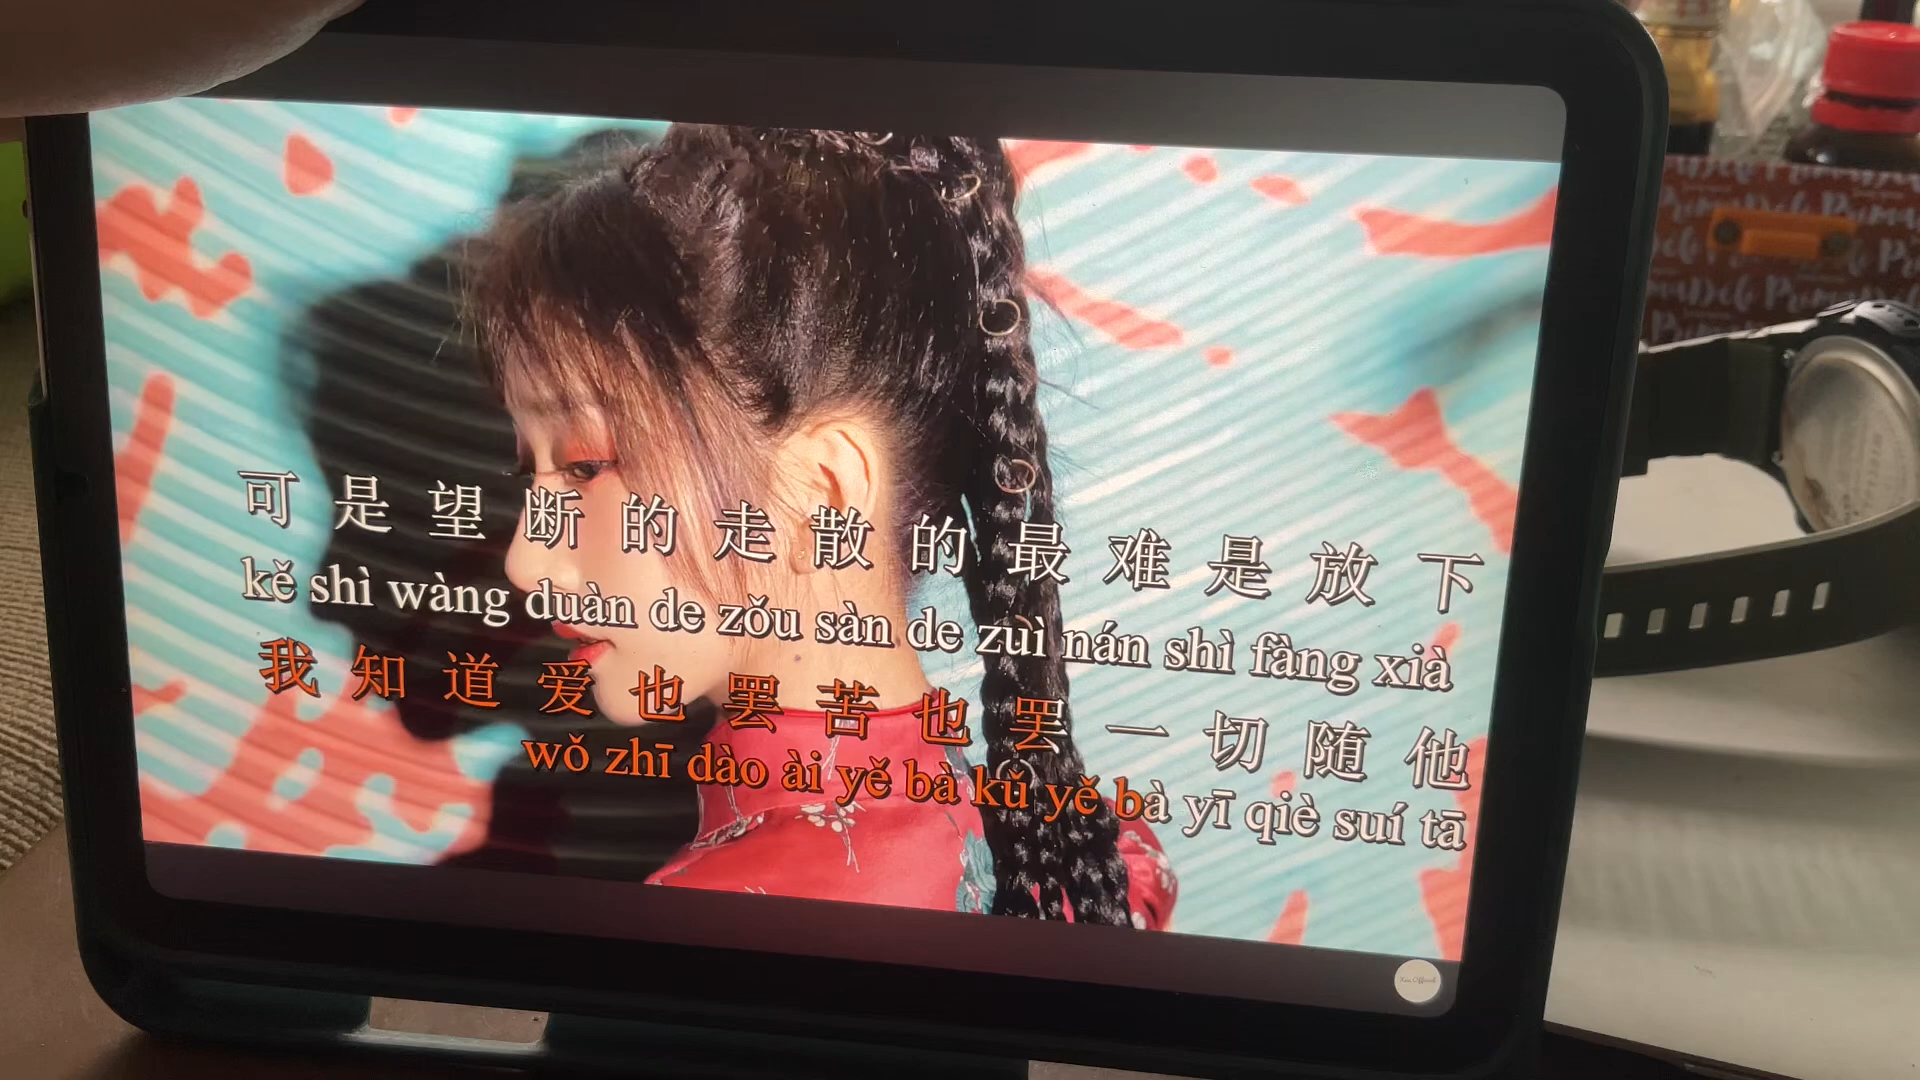 可是望断的走散的最难是放下
kě shì wàng duàn de zǒu sàn de zuì nán shì fàng xià
我知道爱也罢苦也罢一切随他
wǒ zhī dào ài yě bà kǔ yě bà yī qiè suí tā